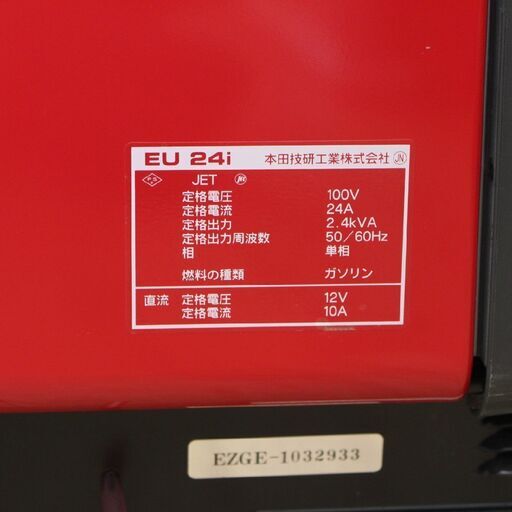 EU 24i 本田技研工業株式会社 JN
PS JET JET
定格電圧 100V
定格電流 24A
定格出力 2.4kVA
定格出力周波数 50/60Hz
相 単相
燃料の種類 ガソリン
直流 定格電圧 12V
定格電流 10A
EZGE-1032933